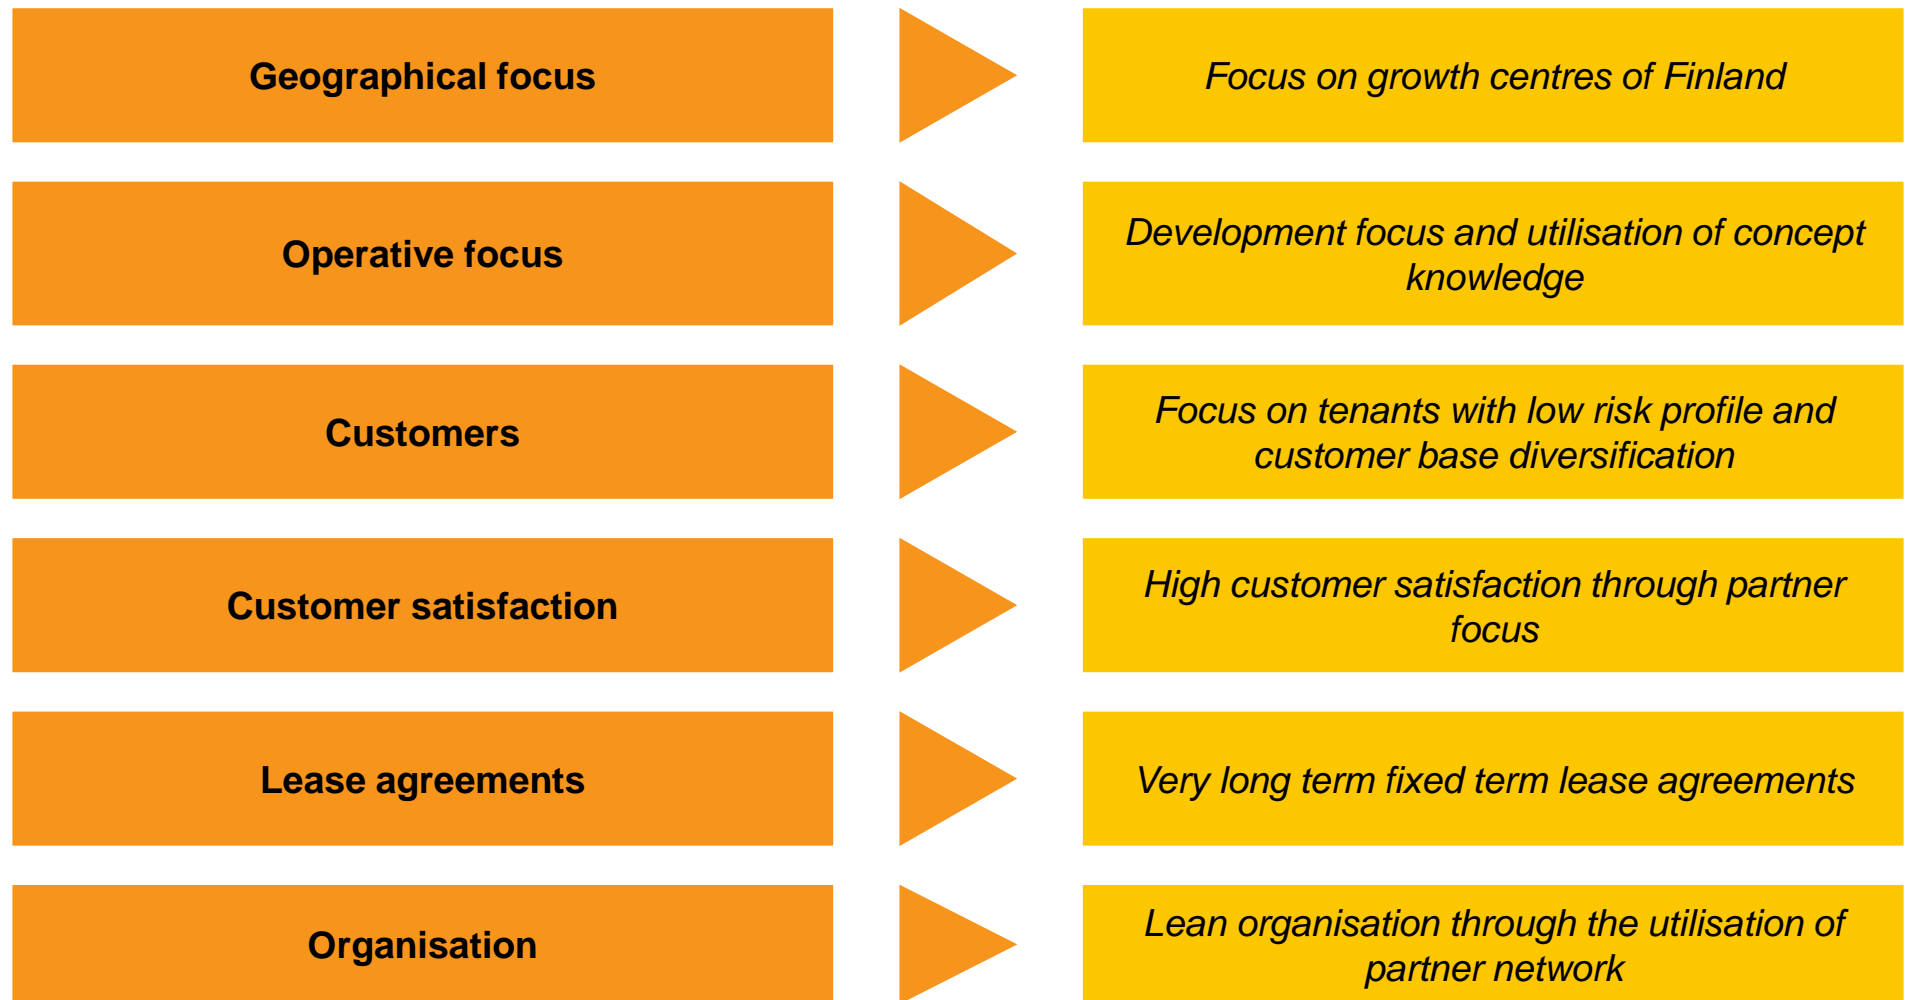 Geographical focus
Focus on growth centres of Finland
Operative focus
Development focus and utilisation of concept
knowledge
Customers
Focus on tenants with low risk profile and
customer base diversification
Customer satisfaction
High customer satisfaction through partner
focus
Lease agreements
Very long term fixed term lease agreements
Organisation
Lean organisation through the utilisation of
partner network